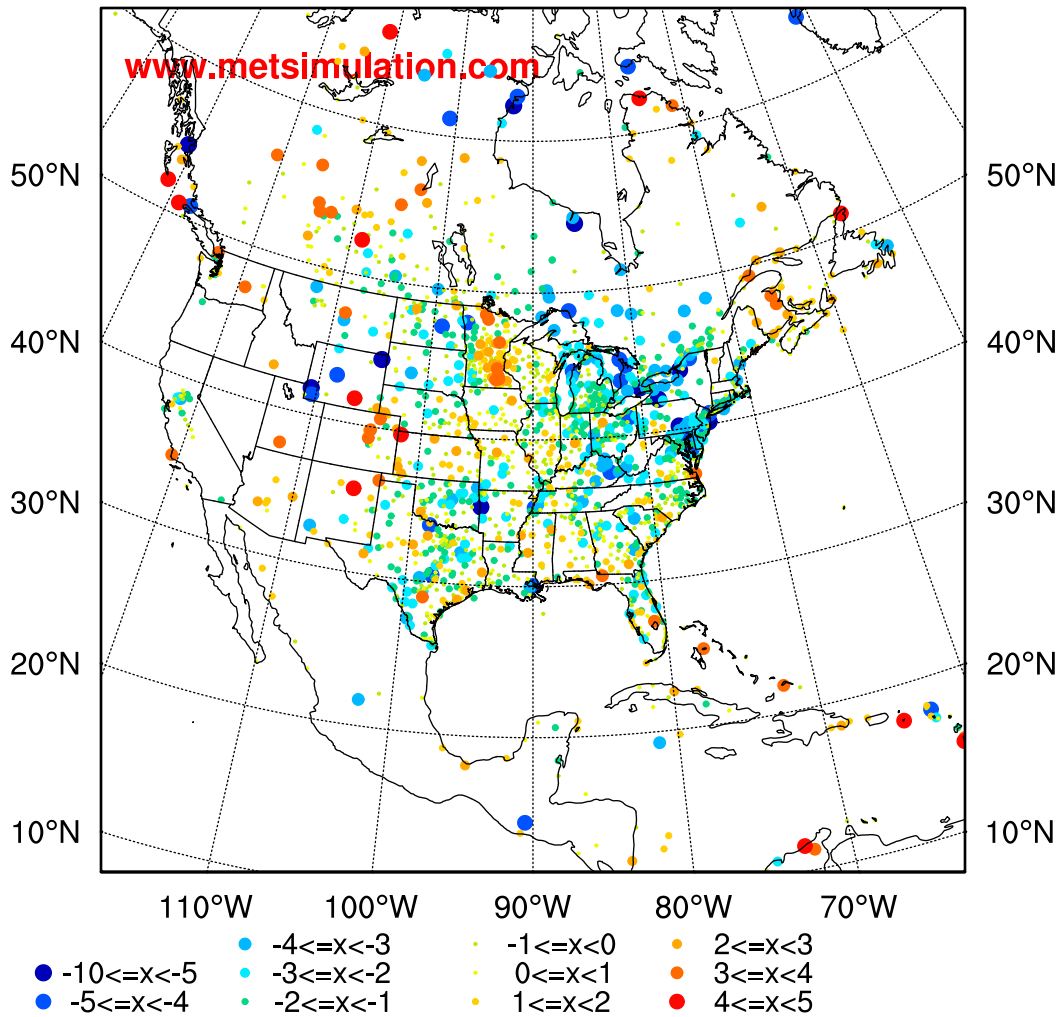 www.metsimulation.com
50°N 50°N
40°N 40°N
30°N 30°N
20°N 20°N
10°N 10°N
110°W 100°W 90°W 80°W 70°W
-4<=x<-3 -1<=x<0 2<=x<3
-10<=x<-5 -3<=x<-2 0<=x<1 3<=x<4
-5<=x<-4 -2<=x<-1 1<=x<2 4<=x<5